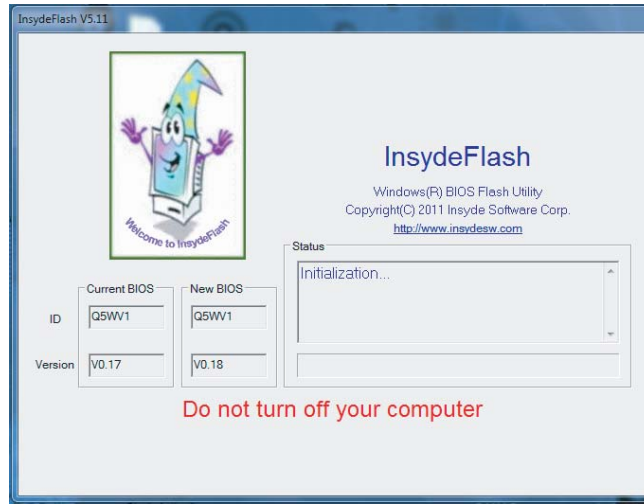 InsydeFlash V5.11
Welcome to InsydeFlash
InsydeFlash
Windows(R) BIOS Flash Utility
Copyright(C) 2011 Insyde Software Corp.
http://www.insydesw.com
Status
Initialization...
Current BIOS
New BIOS
ID
Q5WV1
Q5WV1
Version
V0.17
V0.18
Do not turn off your computer